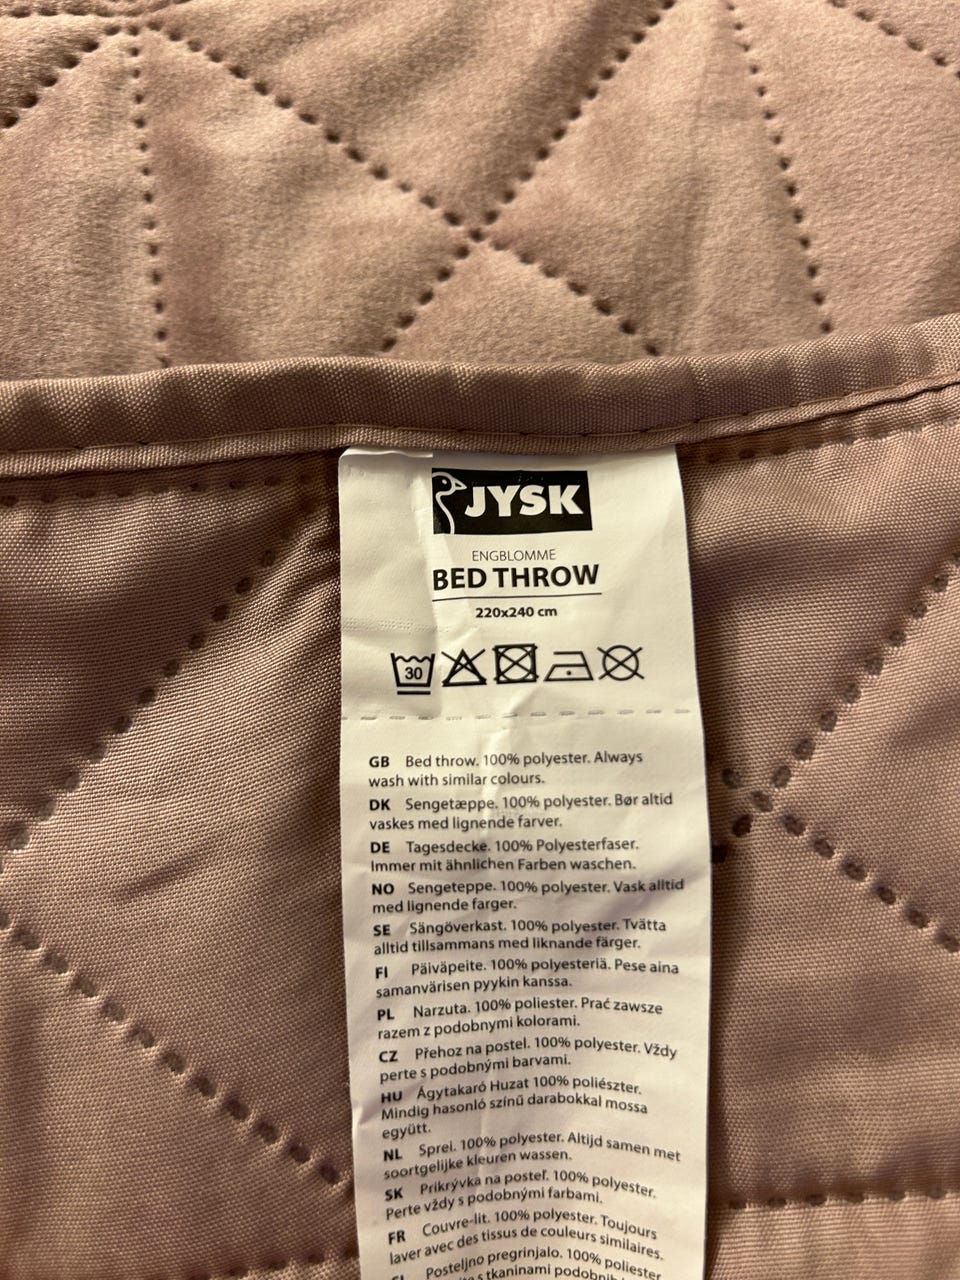 JYSK
ENGBLOMME
BED THROW
220x240 cm
30
GB Bed throw. 100% polyester. Always
wash with similar colours.
DK Sengetæppe. 100% polyester. Bør altid
vaskes med lignende farver.
DE Tagesdecke. 100% Polyesterfaser.
Immer mit ähnlichen Farben waschen.
NO Sengeteppe. 100% polyester. Vask alltid
med lignende farger.
SE Sängöverkast. 100% polyester. Tvätta
alltid tillsammans med liknande färger.
FI Päiväpeite. 100% polyesteriä. Pese aina
samanvärisen pyykin kanssa.
PL Narzuta. 100% poliester. Prać zawsze
razem z podobnymi kolorami.
CZ Přehoz na postel. 100% polyester. Vždy
perte s podobnými barvami.
HU Ágytakaró Huzat 100% poliészter.
Mindig hasonló színű darabokkal mossa
együtt.
NL Sprei. 100% polyester. Altijd samen met
soortgelijke kleuren wassen.
SK Prikrývka na posteľ. 100% polyester.
Perte vždy s podobnými farbami.
FR Couvre-lit. 100% polyester. Toujours
laver avec des tissus de couleurs similaires.
Posteljno pregrinjalo. 100% poliester
s tkaninami